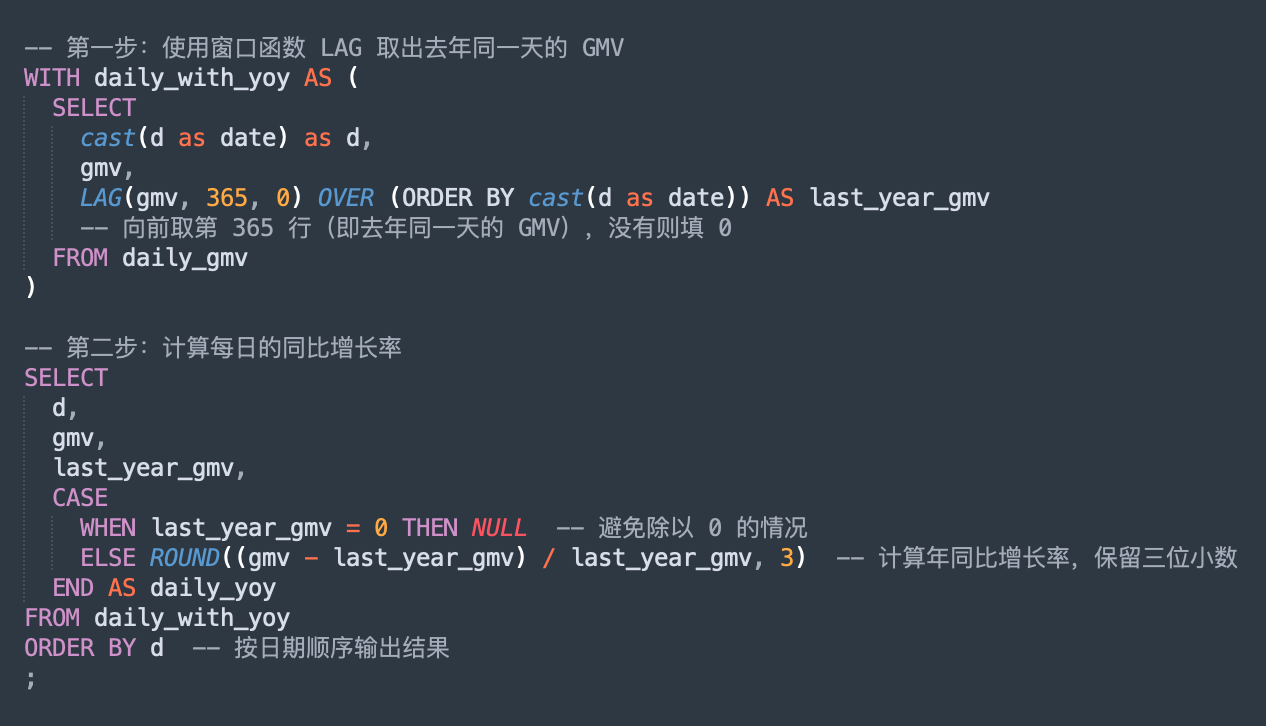 -- 第一步：使用窗口函数 LAG 取出去年同一天的 GMV
WITH daily_with_yoy AS (
  SELECT
    cast(d as date) as d,
    gmv,
    LAG(gmv, 365, 0) OVER (ORDER BY cast(d as date)) AS last_year_gmv
    -- 向前取第 365 行（即去年同一天的 GMV），没有则填 0
  FROM daily_gmv
)
-- 第二步：计算每日的同比增长率
SELECT
  d,
  gmv,
  last_year_gmv,
  CASE
    WHEN last_year_gmv = 0 THEN NULL  -- 避免除以 0 的情况
    ELSE ROUND((gmv - last_year_gmv) / last_year_gmv, 3)  -- 计算年同比增长率，保留三位小数
  END AS daily_yoy
FROM daily_with_yoy
ORDER BY d  -- 按日期顺序输出结果
;